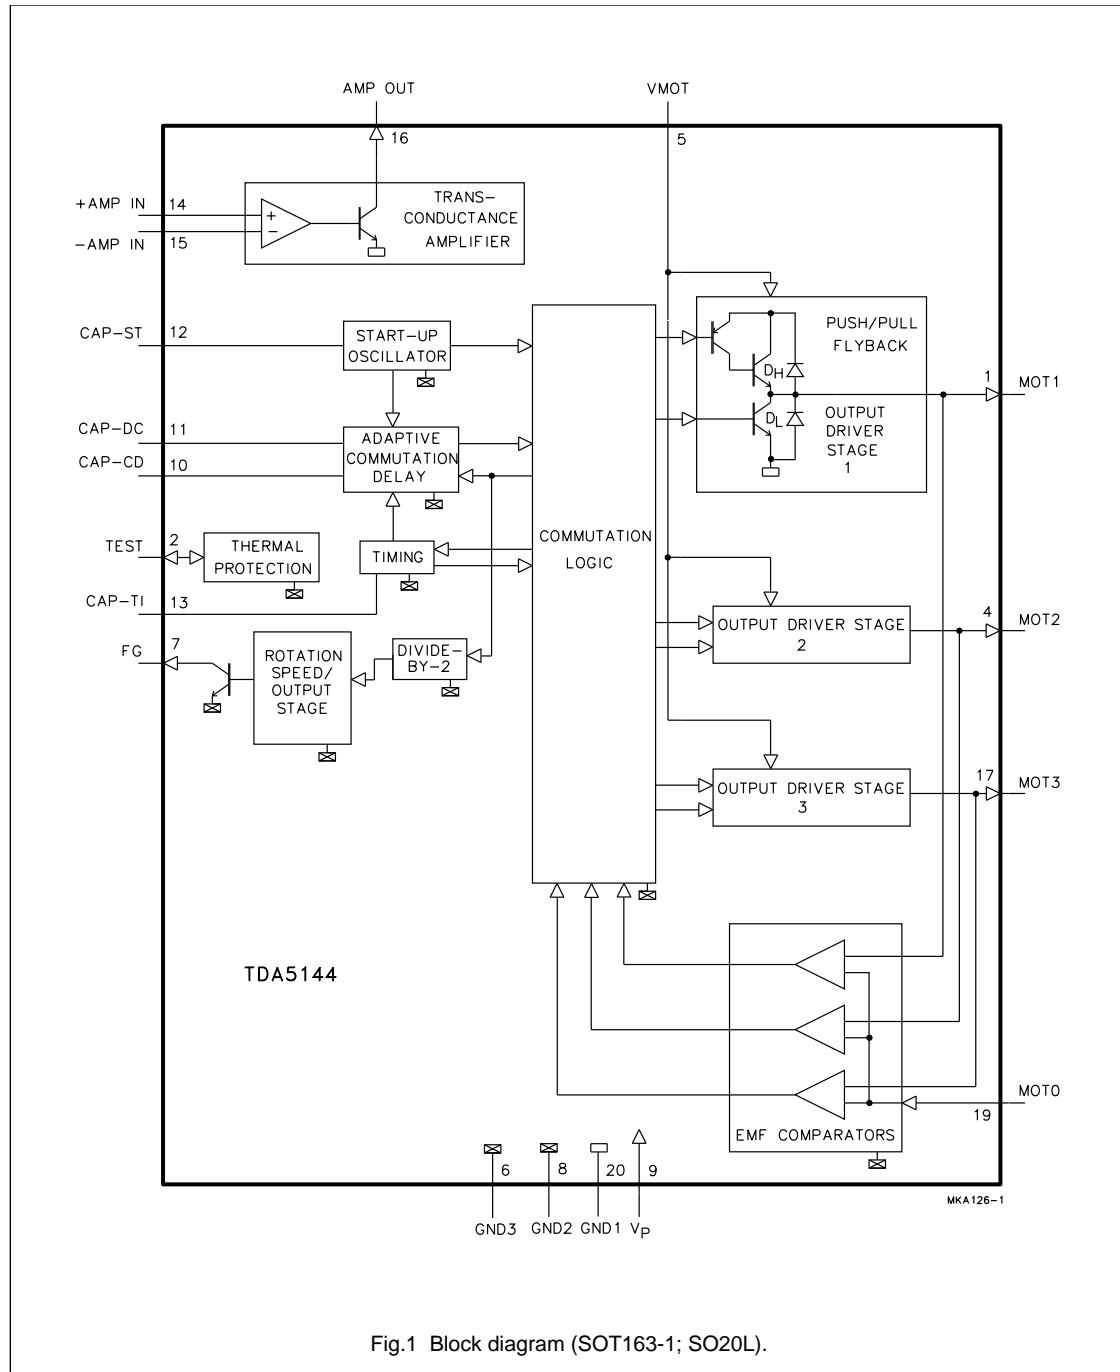 AMP OUT
VMOT
16
5
+AMP IN
14
+
−
TRANS−
CONDUCTANCE
AMPLIFIER
−AMP IN
15
CAP−ST
12
START−UP
OSCILLATOR
PUSH/PULL
FLYBACK
DH
1
MOT1
CAP−DC
11
ADAPTIVE
COMMUTATION
DELAY
DL
OUTPUT
DRIVER
STAGE
1
CAP−CD
10
COMMUTATION
LOGIC
TEST
2
THERMAL
PROTECTION
TIMING
CAP−TI
13
OUTPUT DRIVER STAGE
2
4
MOT2
FG
7
ROTATION
SPEED/
OUTPUT
STAGE
DIVIDE−
BY−2
OUTPUT DRIVER STAGE
3
17
MOT3
TDA5144
MOT0
19
EMF COMPARATORS
6
8
20
9
MKA126−1
GND3
GND2
GND1
VP
Fig.1 Block diagram (SOT163-1; SO20L).